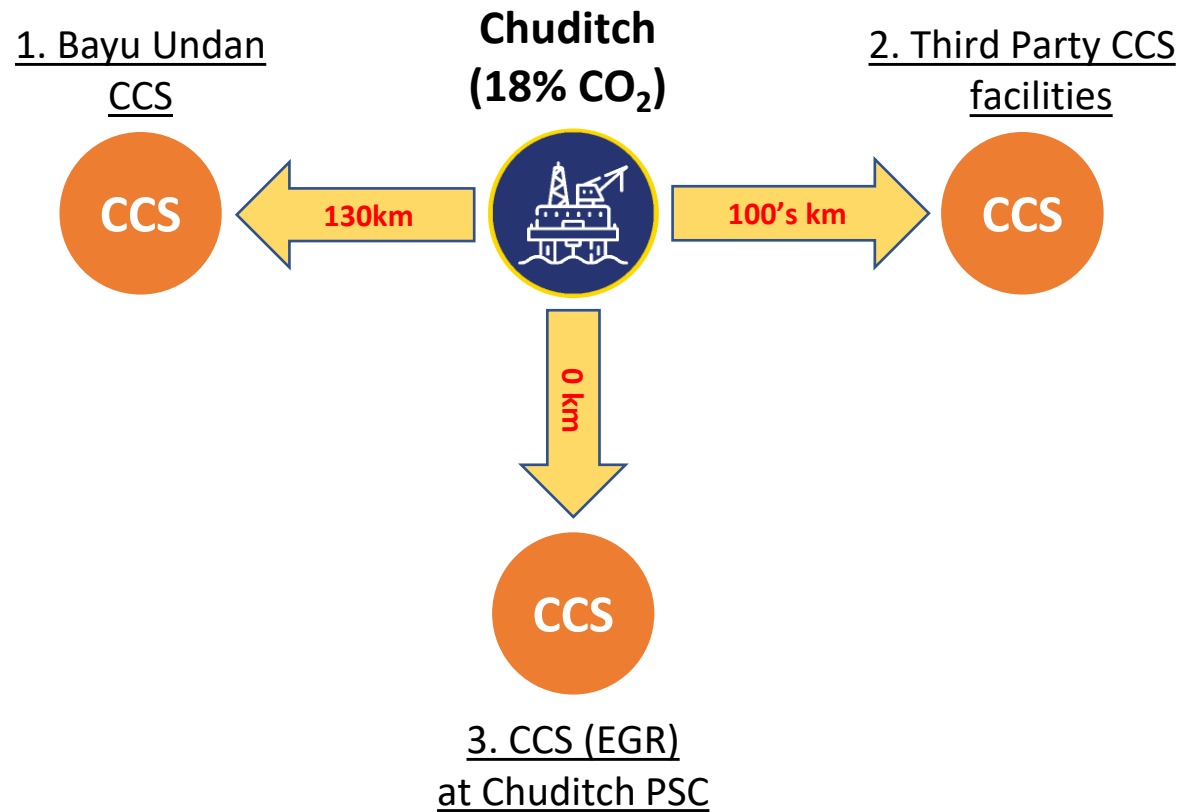 1. Bayu Undan
CCS
Chuditch
(18% CO₂)
2. Third Party CCS
facilities
CCS
130km
100's km
CCS
0 km
CCS
3. CCS (EGR)
at Chuditch PSC